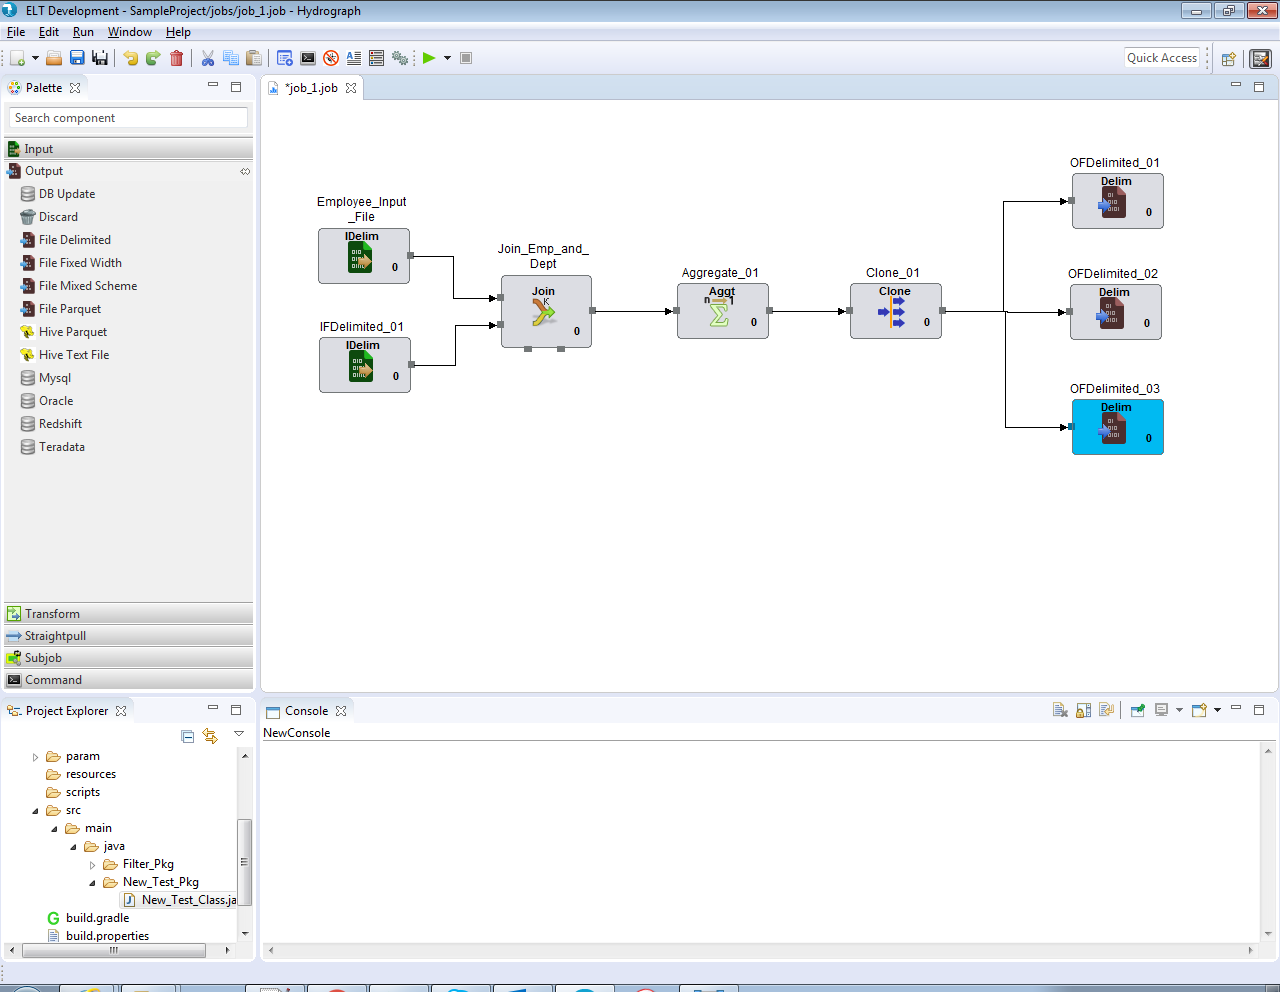 ELT Development - SampleProject/jobs/job_1.job - Hydrograph
File Edit Run Window Help
Quick Access
Palette
*job_1.job
Search component
Input
Output
DB Update
Discard
File Delimited
File Fixed Width
File Mixed Scheme
File Parquet
Hive Parquet
Hive Text File
Mysql
Oracle
Redshift
Teradata
Transform
Straightpull
Subjob
Command
Employee_Input
_File
IDelim
0
IFDelimited_01
IDelim
0
Join_Emp_and_
Dept
Join
K
0
Aggregate_01
Aggt
n 1
0
Clone_01
Clone
0
OFDelimited_01
Delim
0
OFDelimited_02
Delim
0
OFDelimited_03
Delim
0
Project Explorer
param
resources
scripts
src
main
java
Filter_Pkg
New_Test_Pkg
New_Test_Class.ja
build.gradle
build.properties
Console
NewConsole